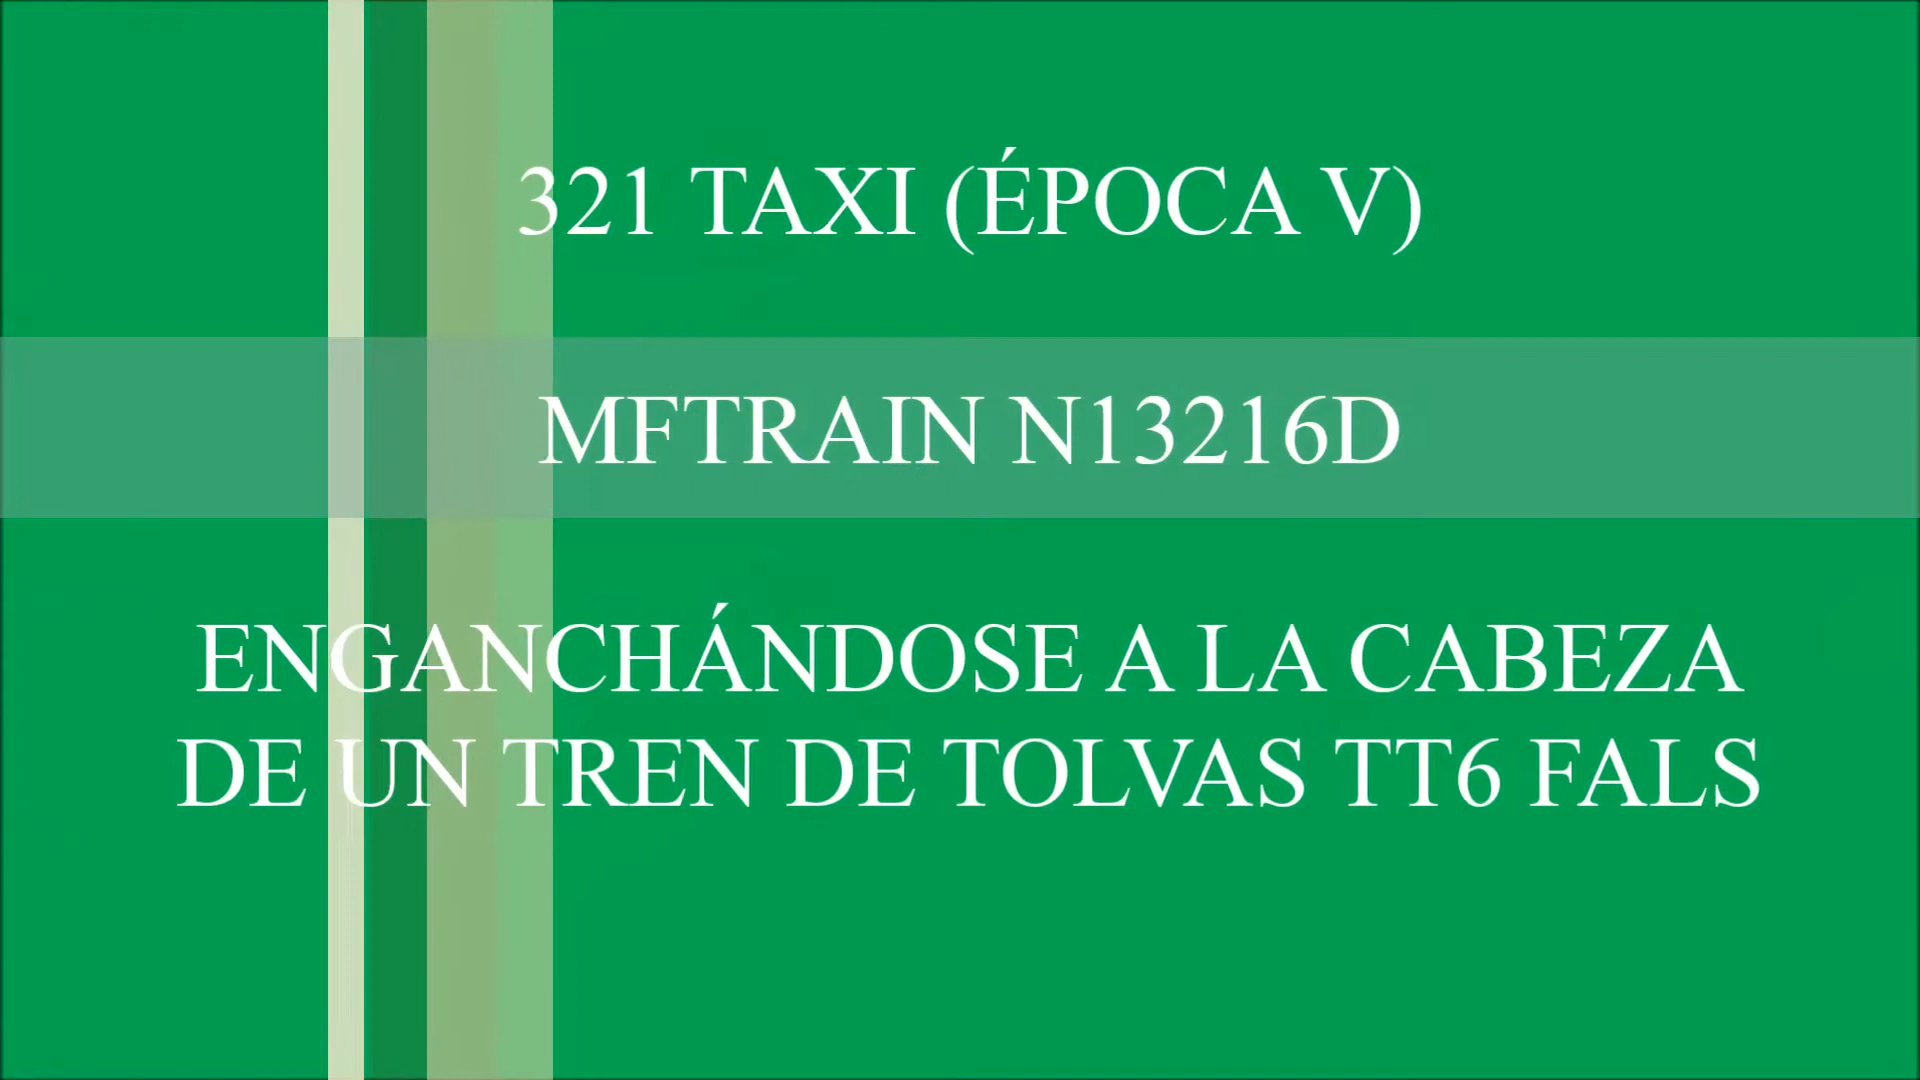 321 TAXI (ÉPOCA V)
MFTRAIN N13216D
ENGANCHÁNDOSE A LA CABEZA
DE UN TREN DE TOLVAS TT6 FALS